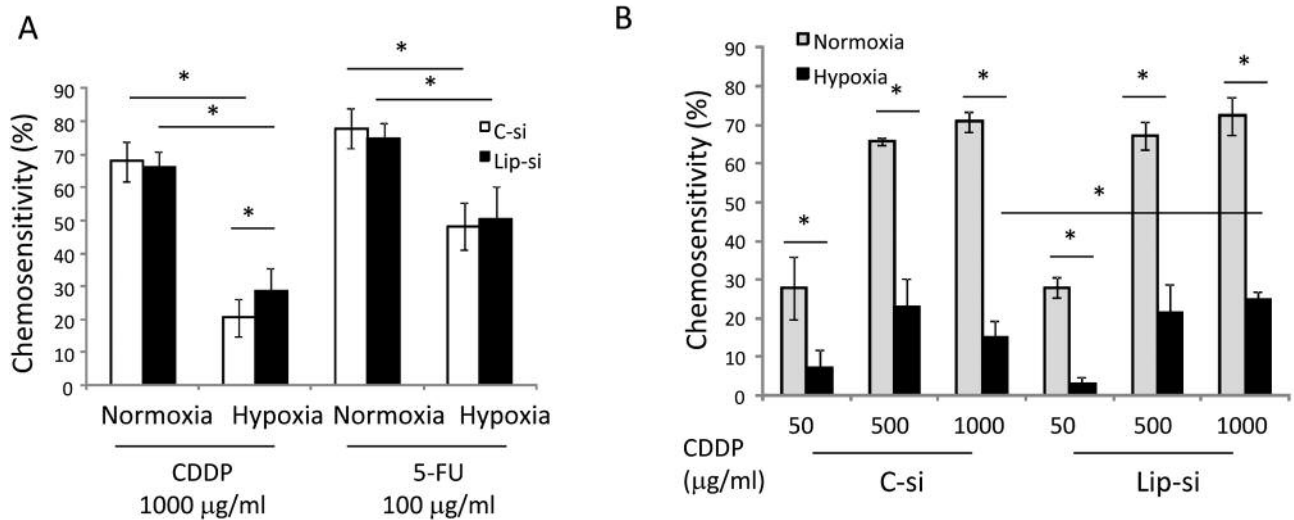 A
Chemosensitivity (%)
90
80
70
60
50
40
30
20
10
0
*
*
*
*
*
C-si
Lip-si
Normoxia Hypoxia Normoxia Hypoxia
CDDP 5-FU
1000 µg/ml 100 µg/ml
B
Chemosensitivity (%)
90
80
70
60
50
40
30
20
10
0
Normoxia
Hypoxia
*
*
*
*
*
*
*
50 500 1000 50 500 1000
CDDP
(µg/ml)
C-si Lip-si